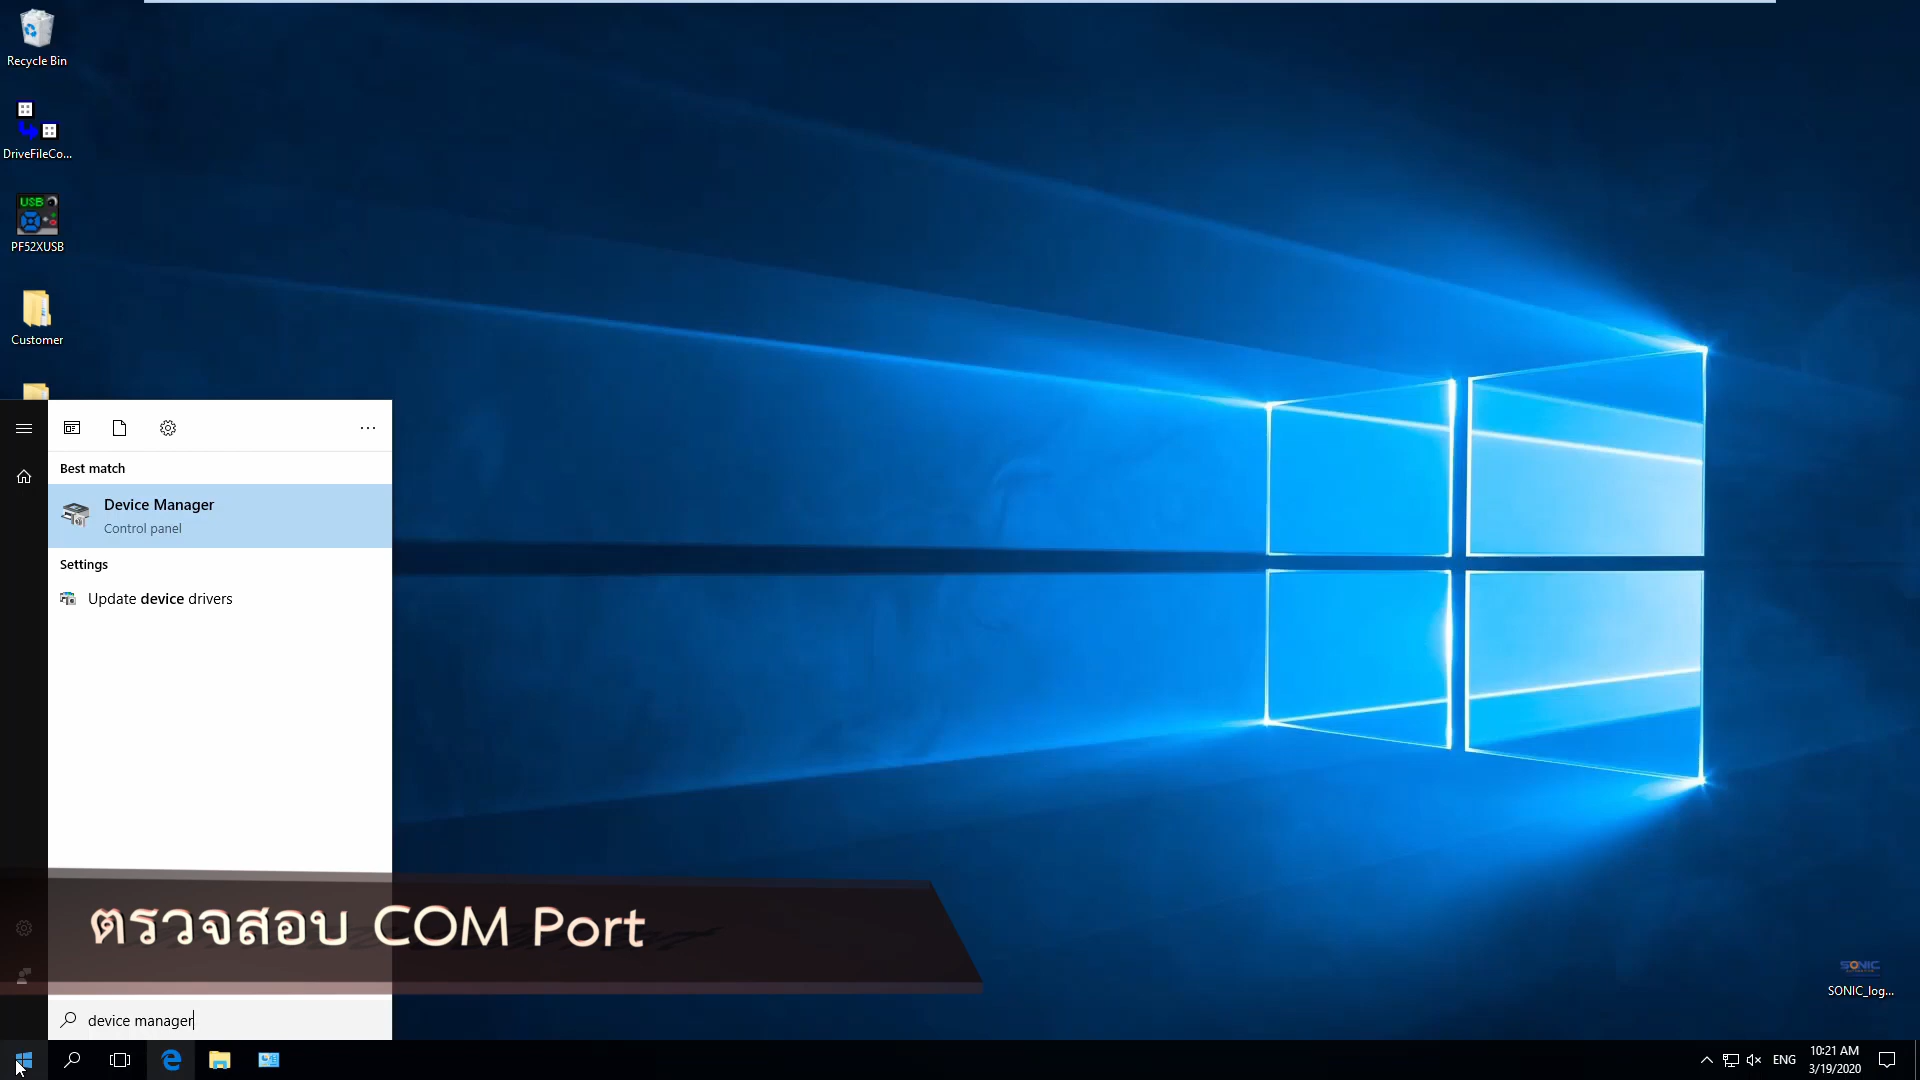 Recycle Bin
DriveFileCo...
USB
PF52XUSB
Customer
Best match
Device Manager
Control panel
Settings
Update device drivers
ตรวจสอบ COM Port
device manager
SONIC
SONIC_log...
ENG
10:21 AM
3/19/2020